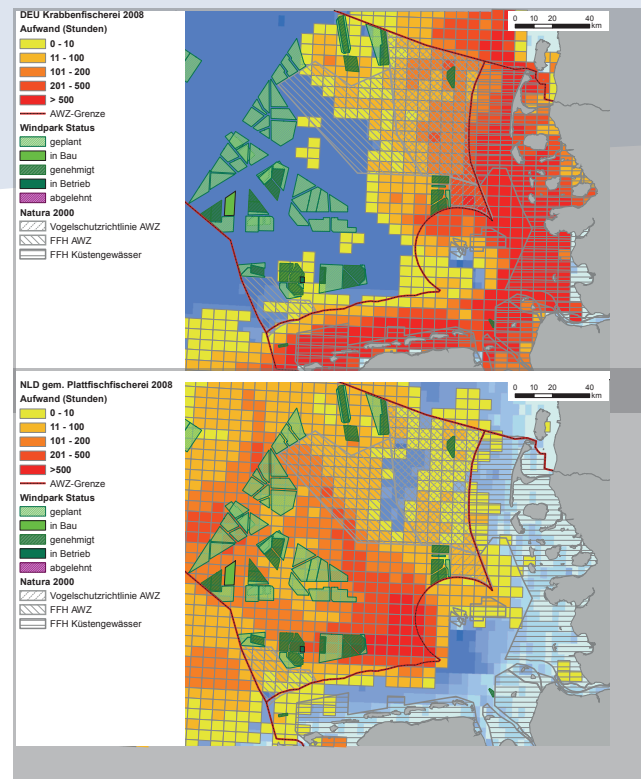 DEU Krabbenfischerei 2008
Aufwand (Stunden)
0 - 10
11 - 100
101 - 200
201 - 500
> 500
AWZ-Grenze
Windpark Status
geplant
in Bau
genehmigt
in Betrieb
abgelehnt
Natura 2000
Vogelschutzrichtlinie AWZ
FFH AWZ
FFH Küstengewässer
0 10 20 40
km
NLD gem. Plattfischfischerei 2008
Aufwand (Stunden)
0 - 10
11 - 100
101 - 200
201 - 500
>500
AWZ-Grenze
Windpark Status
geplant
in Bau
genehmigt
in Betrieb
abgelehnt
Natura 2000
Vogelschutzrichtlinie AWZ
FFH AWZ
FFH Küstengewässer
0 10 20 40
km